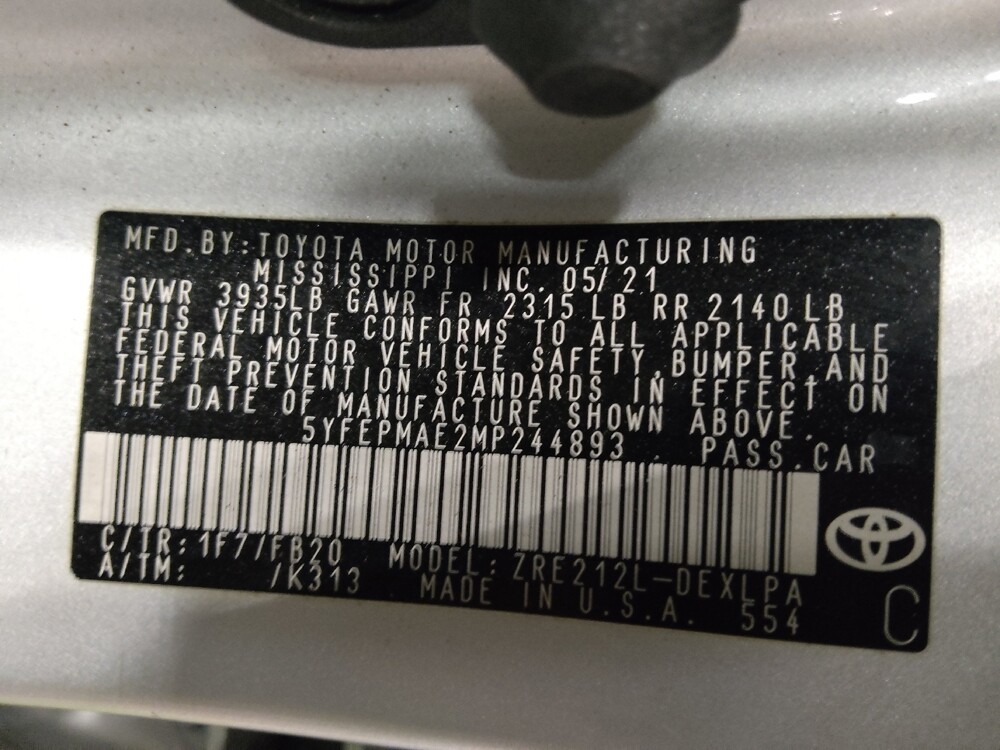 MFD.BY:TOYOTA MOTOR MANUFACTURING
MISSISSIPPI INC. 05/21
GVWR 3935LB GAWR FR 2315LB RR 2140LB
THIS VEHICLE CONFORMS TO ALL APPLICABLE
FEDERAL MOTOR VEHICLE SAFETY,BUMPER,AND
THEFT PREVENTION STANDARDS IN EFFECT ON
THE DATE OF MANUFACTURE SHOWN ABOVE.
5YFEPMAE2MP244893 PASS.CAR
C/TR:1F7/FB20 MODEL:ZRE212L-DEXLPA
A/TM: /K313 MADE IN U.S.A. 554
C